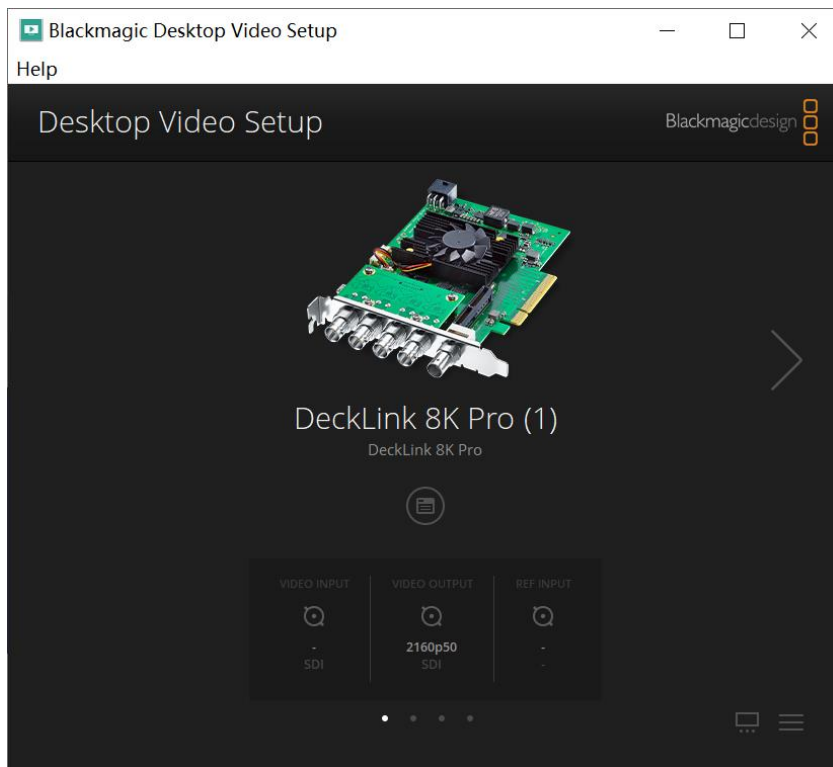 Blackmagic Desktop Video Setup
Help
Desktop Video Setup
Blackmagicdesign
DeckLink 8K Pro (1)
DeckLink 8K Pro
VIDEO INPUT VIDEO OUTPUT REF INPUT
- 2160p50 -
SDI SDI -